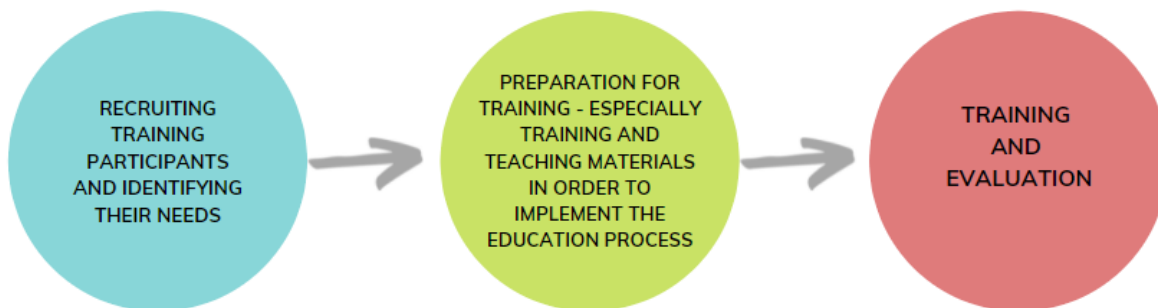 RECRUITING
TRAINING
PARTICIPANTS
AND IDENTIFYING
THEIR NEEDS
PREPARATION FOR
TRAINING - ESPECIALLY
TRAINING AND
TEACHING MATERIALS
IN ORDER TO
IMPLEMENT THE
EDUCATION PROCESS
TRAINING
AND
EVALUATION